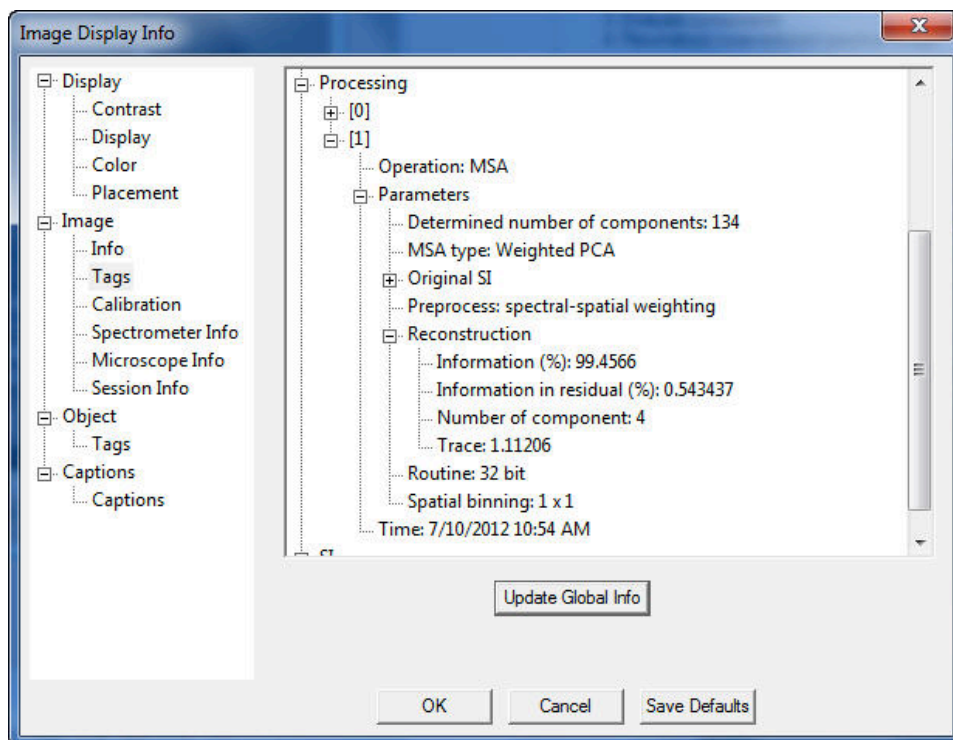 Image Display Info
Display
Contrast
Display
Color
Placement
Image
Info
Tags
Calibration
Spectrometer Info
Microscope Info
Session Info
Object
Tags
Captions
Captions
Processing
[0]
[1]
Operation: MSA
Parameters
Determined number of components: 134
MSA type: Weighted PCA
Original SI
Preprocess: spectral-spatial weighting
Reconstruction
Information (%): 99.4566
Information in residual (%): 0.543437
Number of component: 4
Trace: 1.11206
Routine: 32 bit
Spatial binning: 1 x 1
Time: 7/10/2012 10:54 AM
Update Global Info
OK Cancel Save Defaults